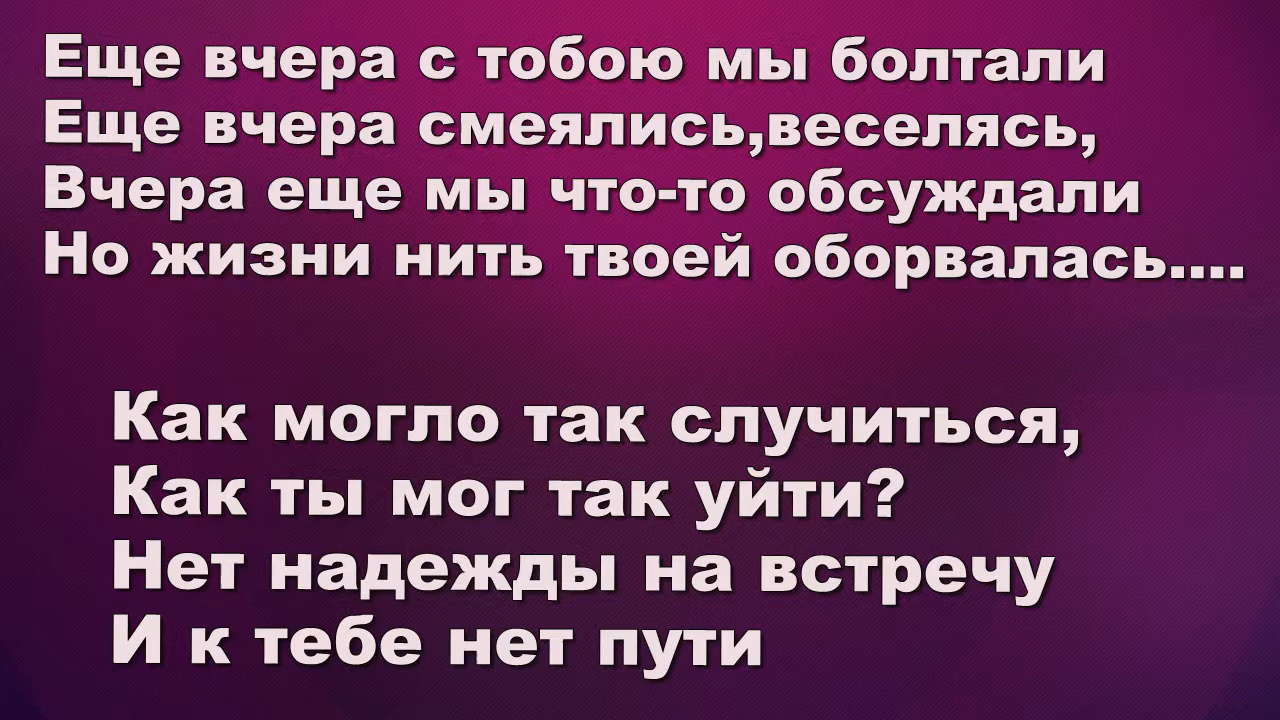 Еще вчера с тобою мы болтали
Еще вчера смеялись,веселясь,
Вчера еще мы что-то обсуждали
Но жизни нить твоей оборвалась....
Как могло так случиться,
Как ты мог так уйти?
Нет надежды на встречу
И к тебе нет пути